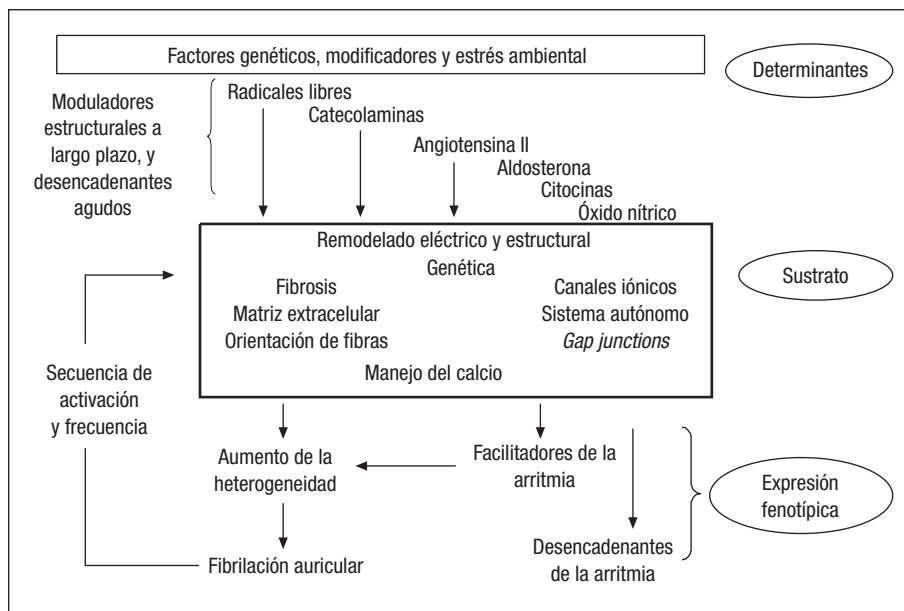 Factores genéticos, modificadores y estrés ambiental
Determinantes
Moduladores
estructurales a
largo plazo, y
desencadenantes
agudos
Radicales libres
Catecolaminas
Angiotensina II
Aldosterona
Citocinas
Óxido nítrico
Remodelado eléctrico y estructural
Genética
Fibrosis
Matriz extracelular
Orientación de fibras
Canales iónicos
Sistema autónomo
Gap junctions
Manejo del calcio
Sustrato
Secuencia de
activación
y frecuencia
Aumento de la
heterogeneidad
Facilitadores de la
arritmia
Expresión
fenotípica
Fibrilación auricular
Desencadenantes
de la arritmia